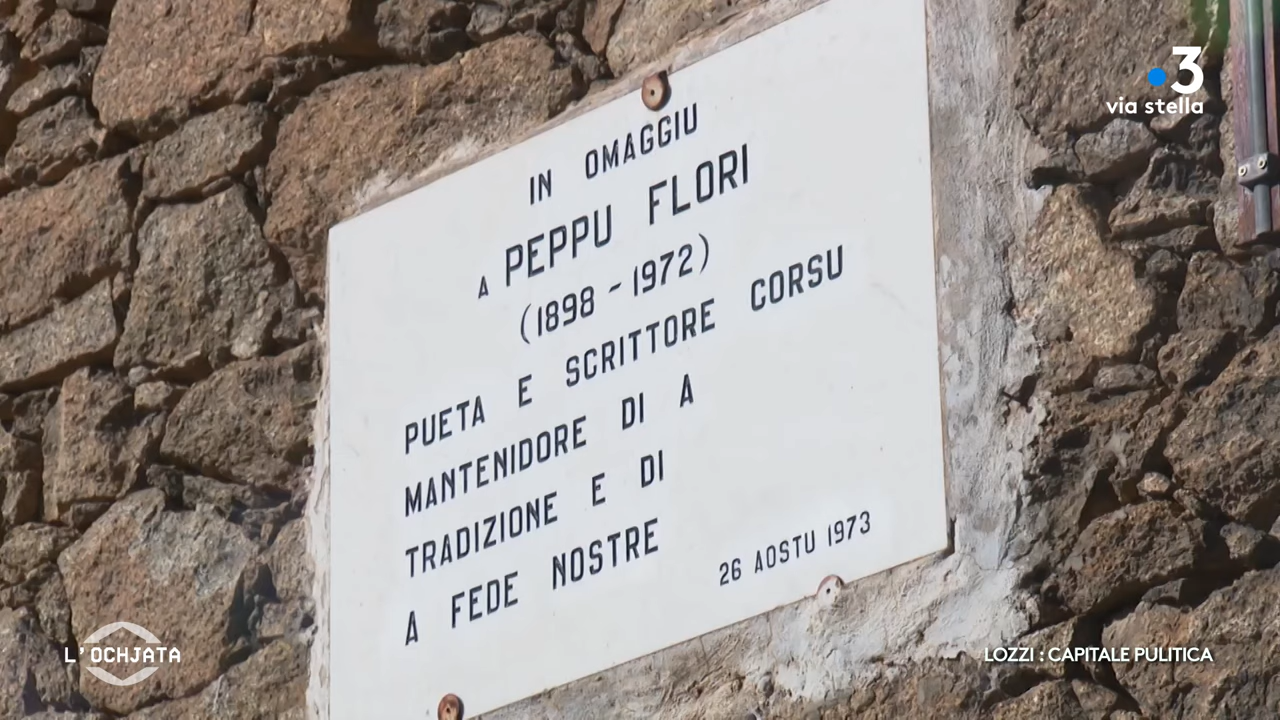 3
via stella
IN OMAGGIU
A PEPPU FLORI
(1898 - 1972)
PUETA E SCRITTORE CORSU
MANTENIDORE DI A
TRADIZIONE E DI
A FEDE NOSTRE
26 AOSTU 1973
L'OCHJATA
LOZZI : CAPITALE PULITICA